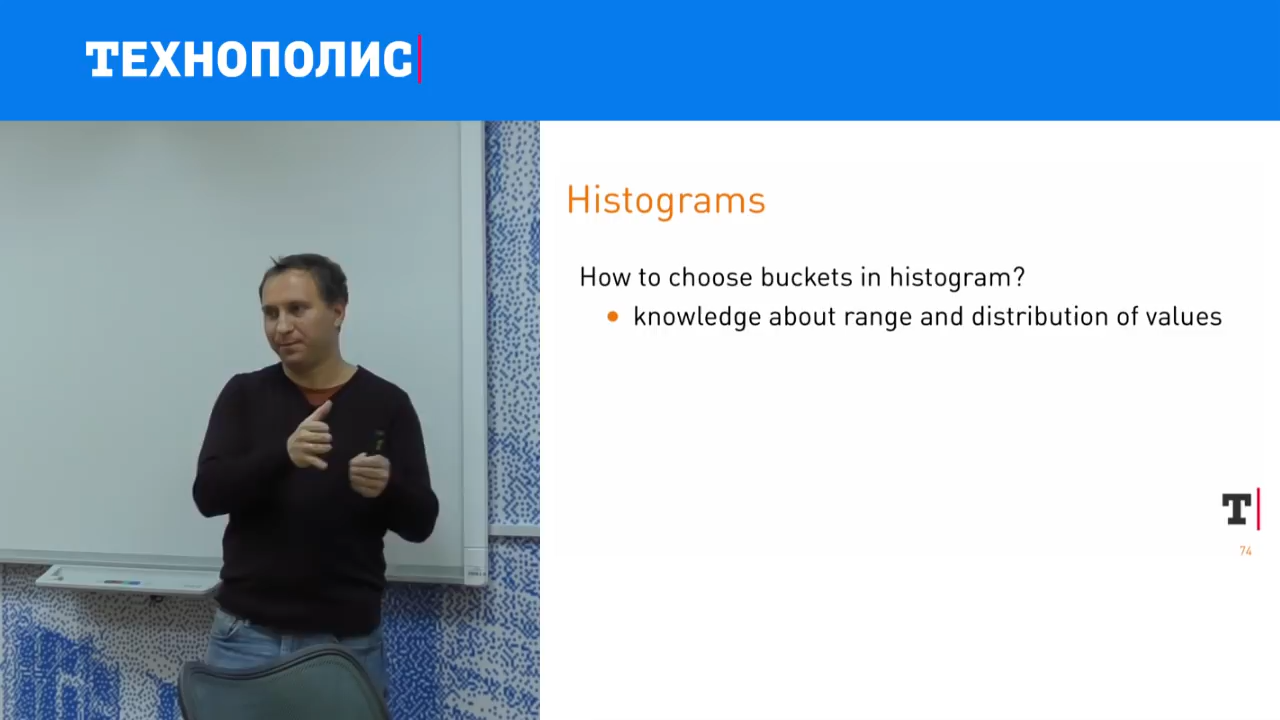 ТЕХНОПОЛИС
Histograms
How to choose buckets in histogram?
• knowledge about range and distribution of values
T
74